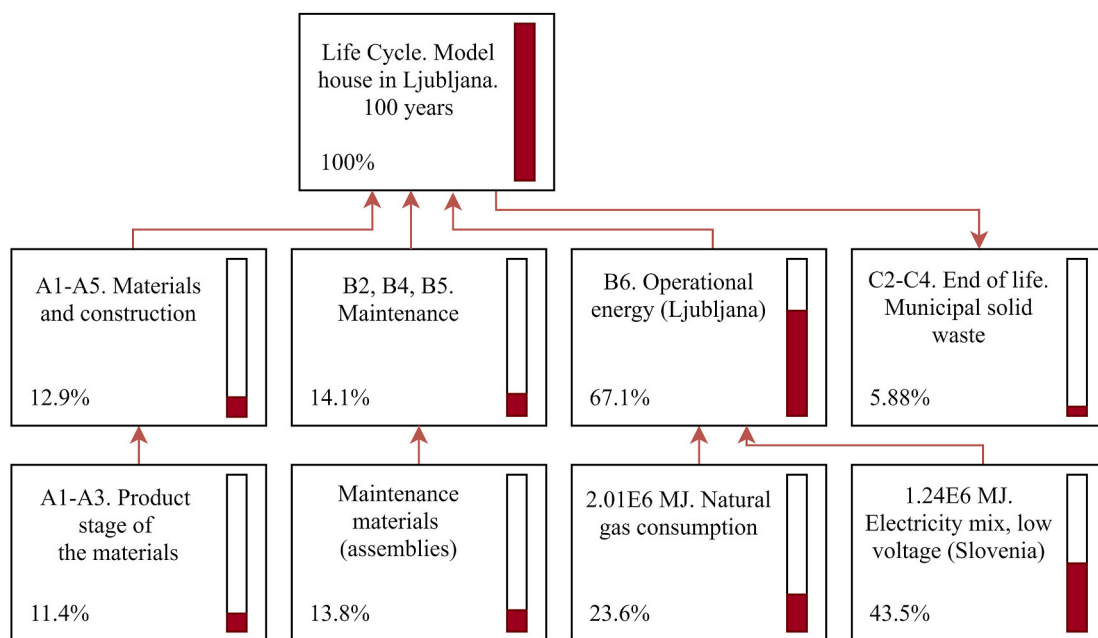 Life Cycle. Model
house in Ljubljana.
100 years
100%
A1-A5. Materials
and construction
12.9%
B2, B4, B5.
Maintenance
14.1%
B6. Operational
energy (Ljubljana)
67.1%
C2-C4. End of life.
Municipal solid
waste
5.88%
A1-A3. Product
stage of
the materials
11.4%
Maintenance
materials
(assemblies)
13.8%
2.01E6 MJ. Natural
gas consumption
23.6%
1.24E6 MJ.
Electricity mix, low
voltage (Slovenia)
43.5%